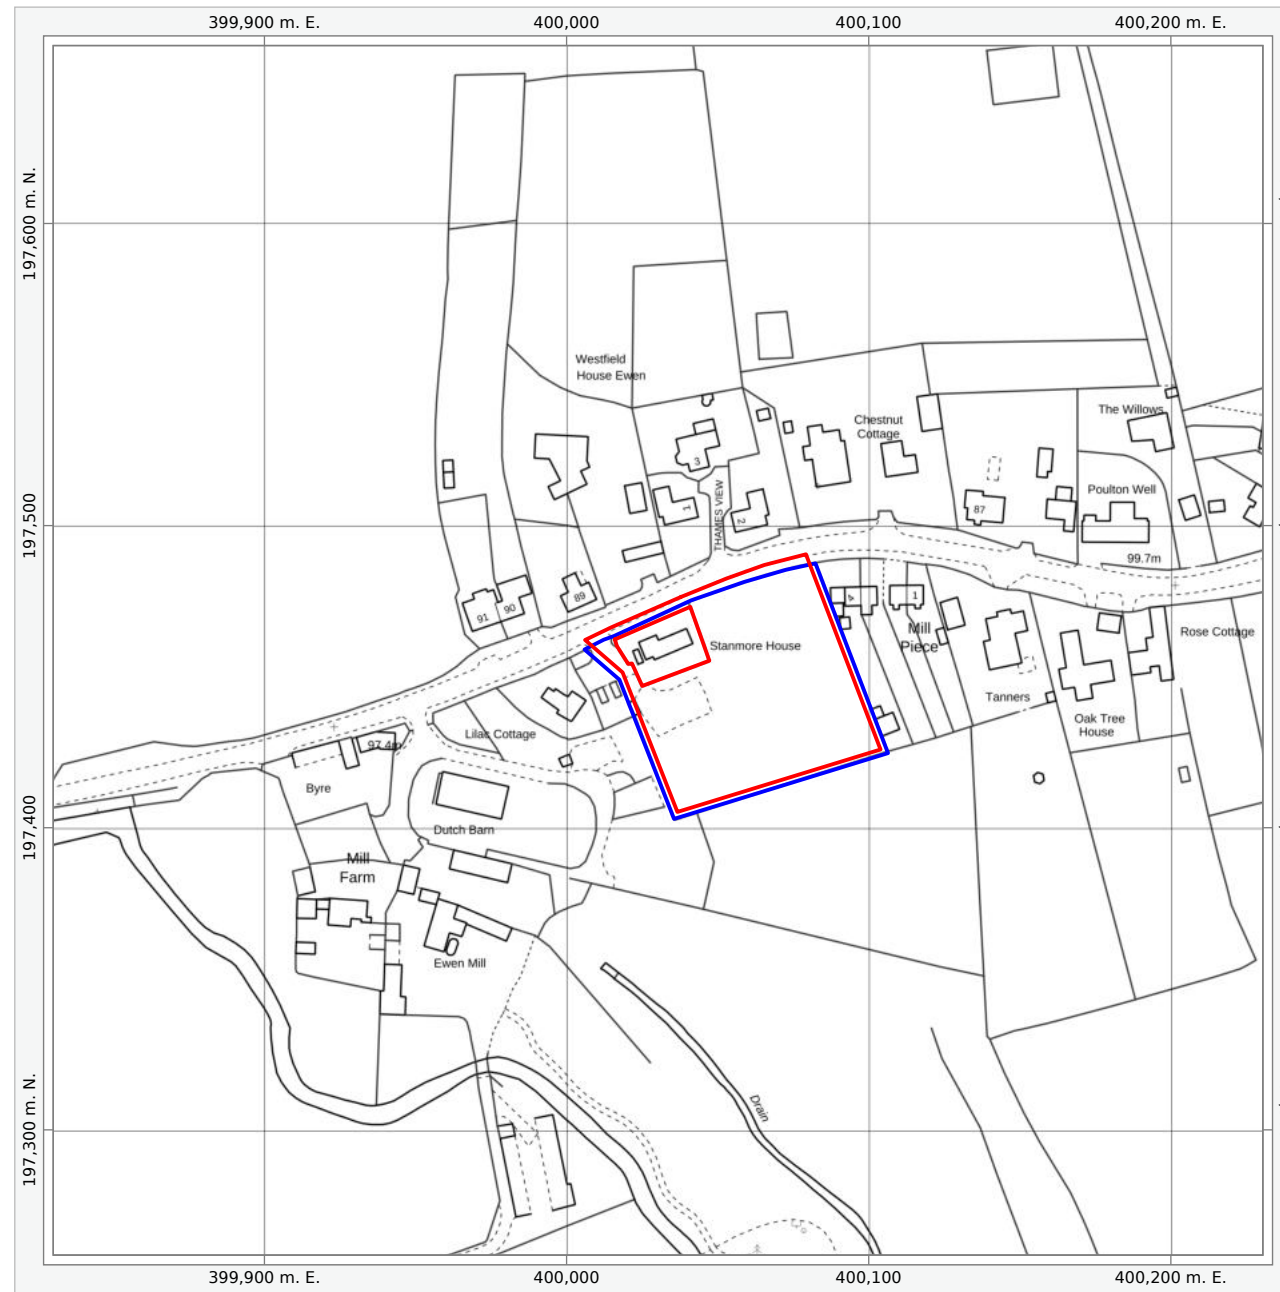 399,900 m. E.
400,000
400,100
400,200 m. E.
197,600 m. N.
197,500
197,400
197,300 m. N.
Westfield
House Ewen
Chestnut
Cottage
The Willows
3
Poulton Well
1
THAMES VIEW
2
87
99.7m
91
90
89
4
1
Mill
Piece
Rose Cottage
Stanmore House
Tanners
Oak Tree
House
Lilac Cottage
97.4m
Byre
Dutch Barn
Mill
Farm
Ewen Mill
Drain
399,900 m. E.
400,000
400,100
400,200 m. E.